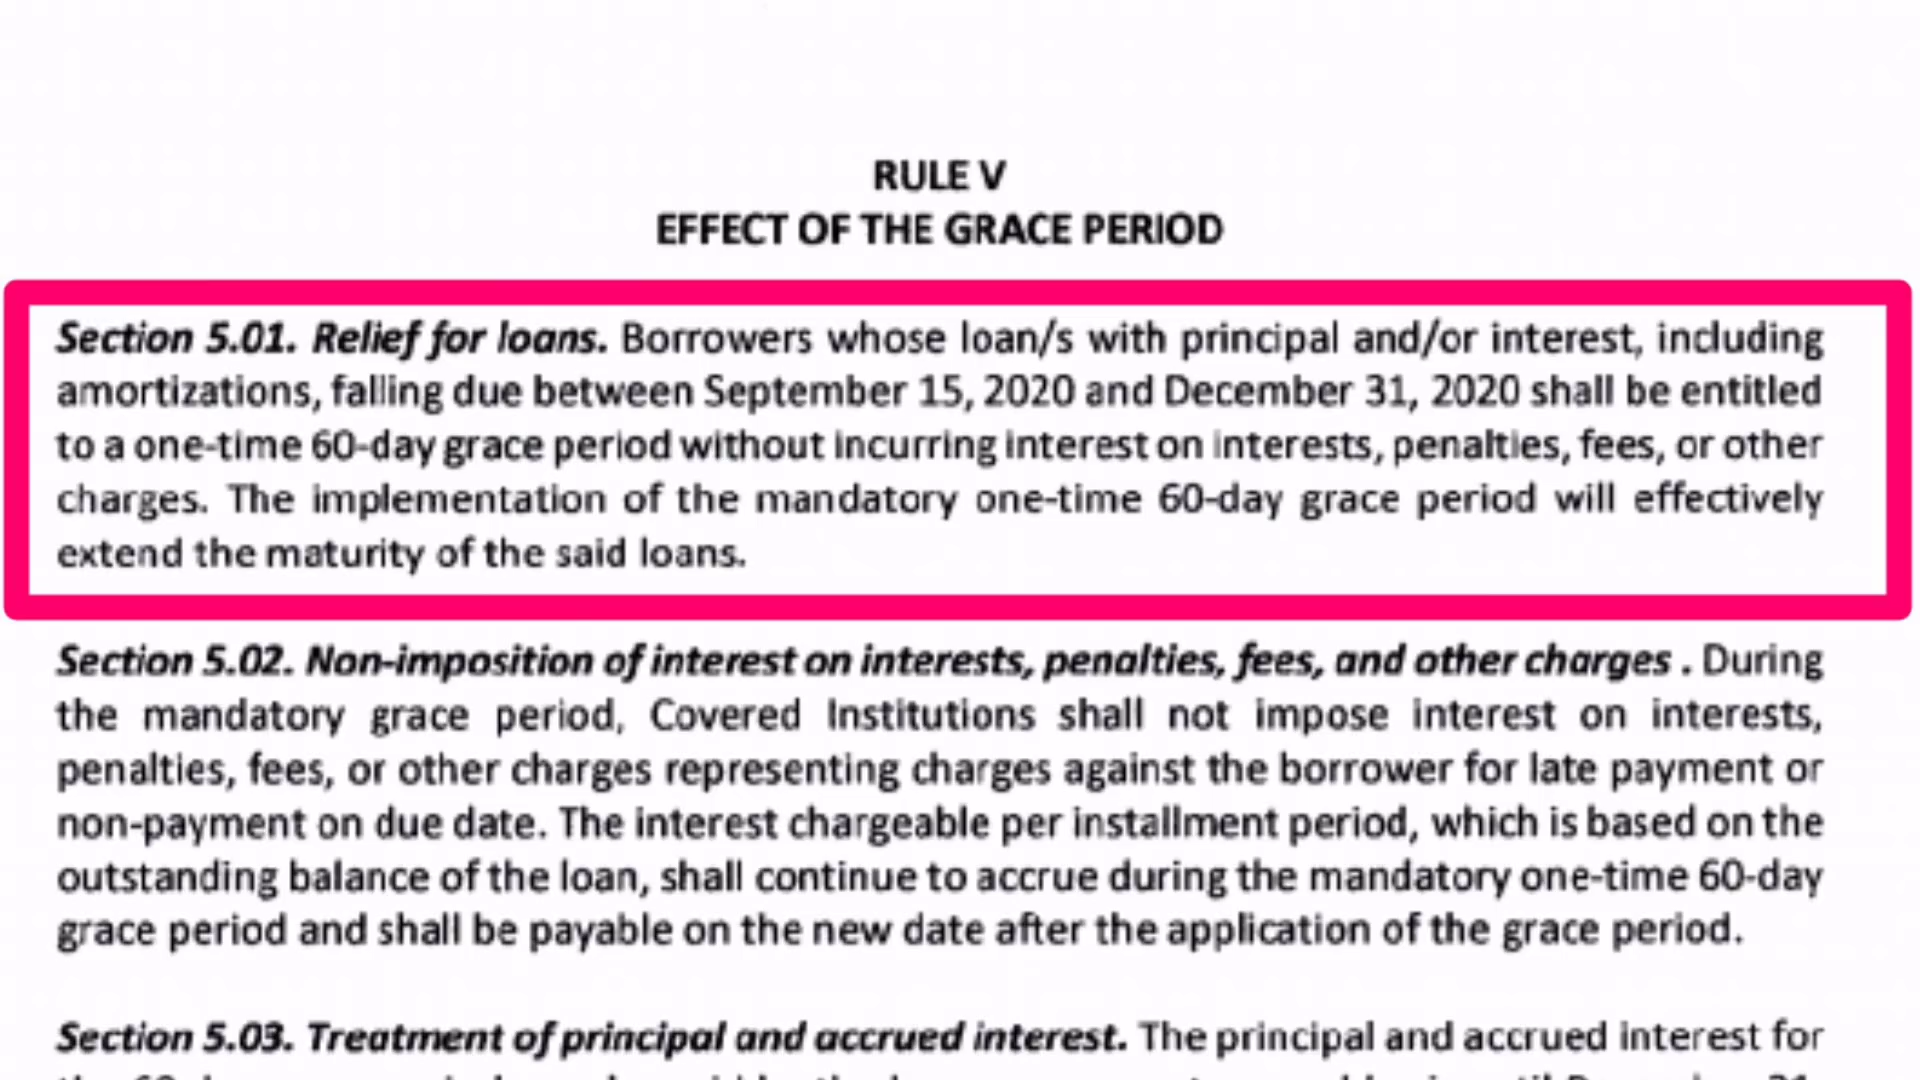 RULE V
EFFECT OF THE GRACE PERIOD
Section 5.01. Relief for loans. Borrowers whose loan/s with principal and/or interest, including
amortizations, falling due between September 15, 2020 and December 31, 2020 shall be entitled
to a one-time 60-day grace period without incurring interest on interests, penalties, fees, or other
charges. The implementation of the mandatory one-time 60-day grace period will effectively
extend the maturity of the said loans.
Section 5.02. Non-imposition of interest on interests, penalties, fees, and other charges . During
the mandatory grace period, Covered Institutions shall not impose interest on interests,
penalties, fees, or other charges representing charges against the borrower for late payment or
non-payment on due date. The interest chargeable per installment period, which is based on the
outstanding balance of the loan, shall continue to accrue during the mandatory one-time 60-day
grace period and shall be payable on the new date after the application of the grace period.
Section 5.03. Treatment of principal and accrued interest. The principal and accrued interest for